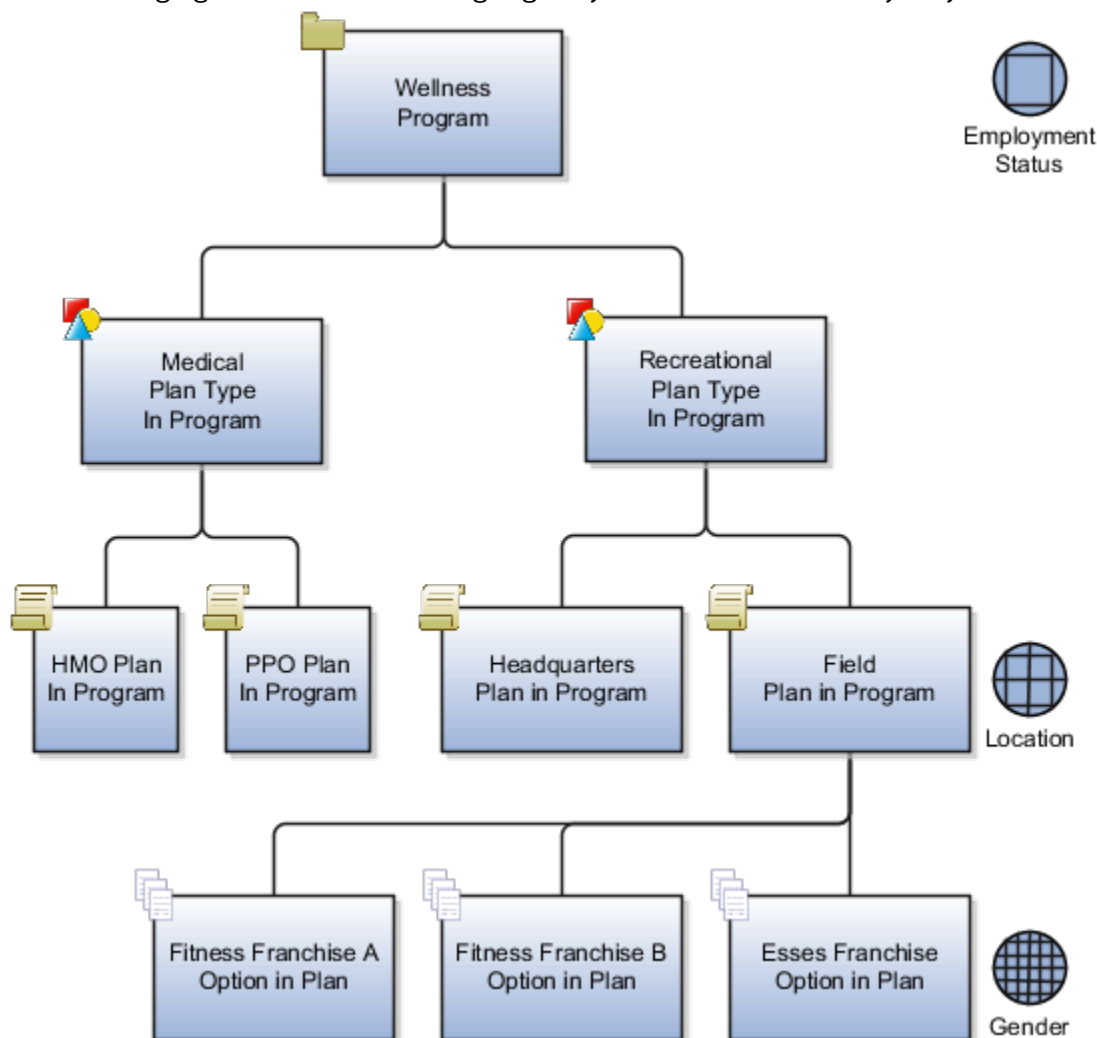 Wellness
Program
Employment
Status
Medical
Plan Type
In Program
Recreational
Plan Type
In Program
HMO Plan
In Program
PPO Plan
In Program
Headquarters
Plan in Program
Field
Plan in Program
Location
Fitness Franchise A
Option in Plan
Fitness Franchise B
Option in Plan
Esses Franchise
Option in Plan
Gender